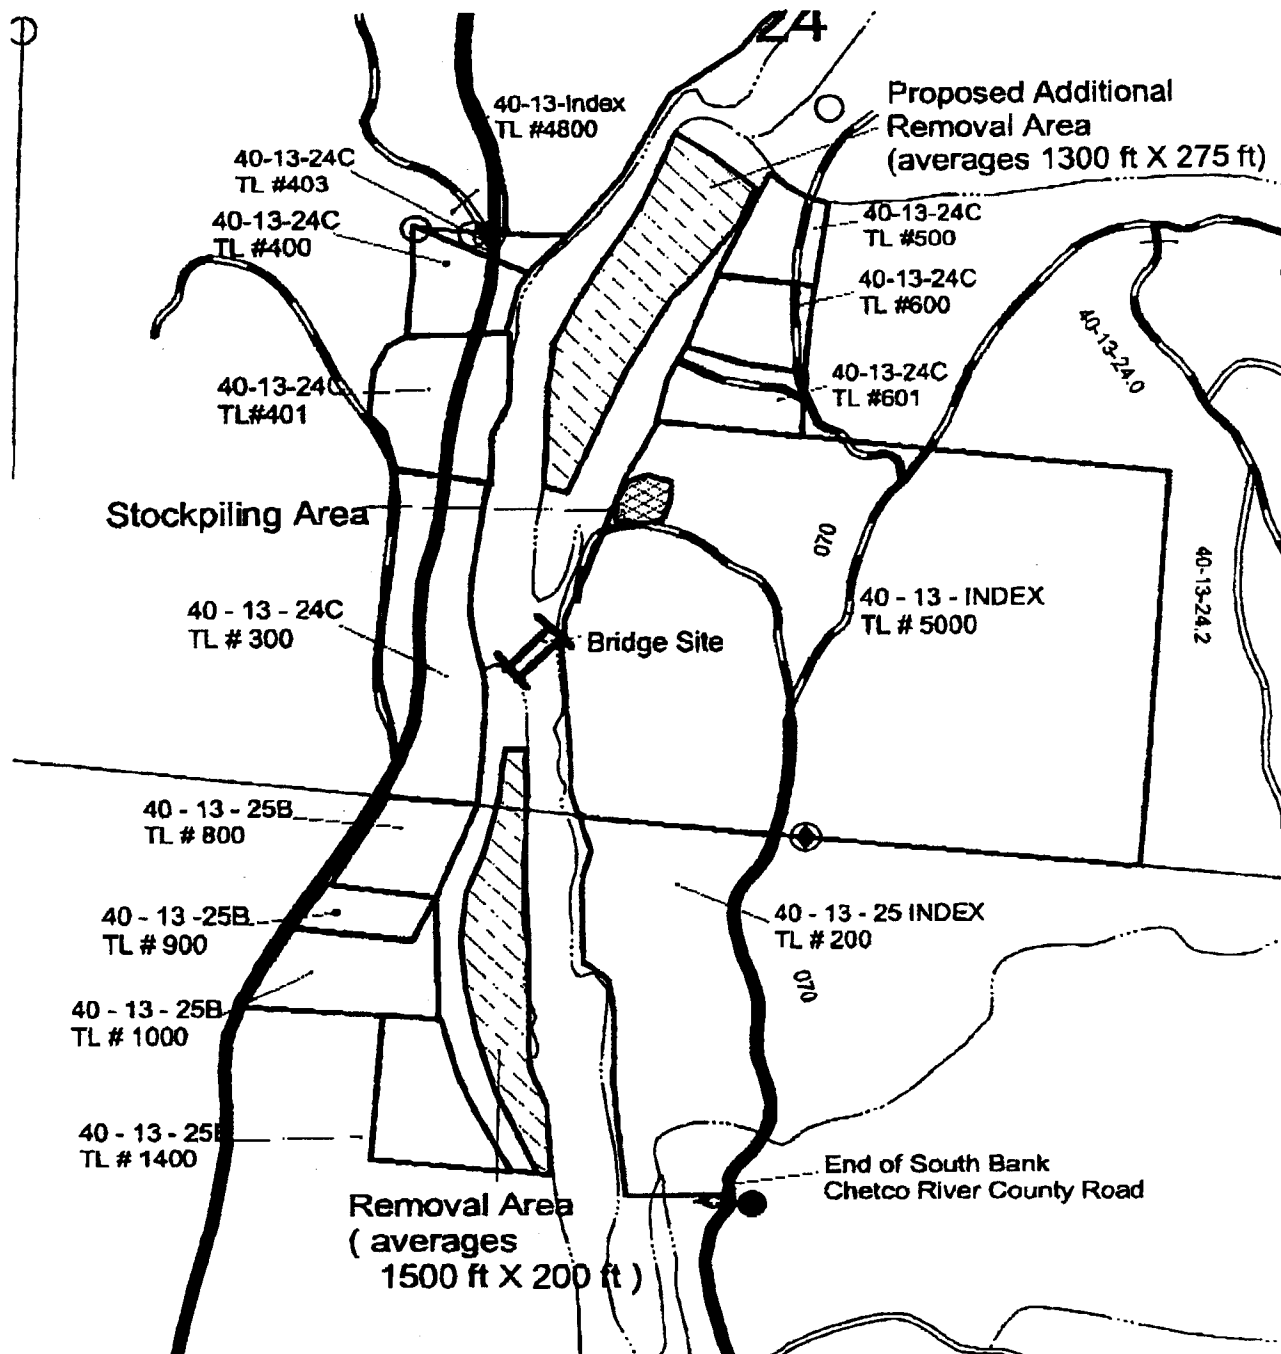 24
40-13-Index
TL #4800
Proposed Additional
Removal Area
(averages 1300 ft X 275 ft)
40-13-24C
TL #403
40-13-24C
TL #400
40-13-24C
TL #500
40-13-24C
TL #600
40-13-24.0
40-13-24C
TL#401
40-13-24C
TL #601
Stockpiling Area
070
40-13-24.2
40 - 13 - 24C
TL # 300
40 - 13 - INDEX
TL # 5000
Bridge Site
40 - 13 - 25B
TL # 800
40 - 13 -25B
TL # 900
40 - 13 - 25 INDEX
TL # 200
070
40 - 13 - 25B
TL # 1000
40 - 13 - 25B
TL # 1400
End of South Bank
Chetco River County Road
Removal Area
( averages
1500 ft X 200 ft )